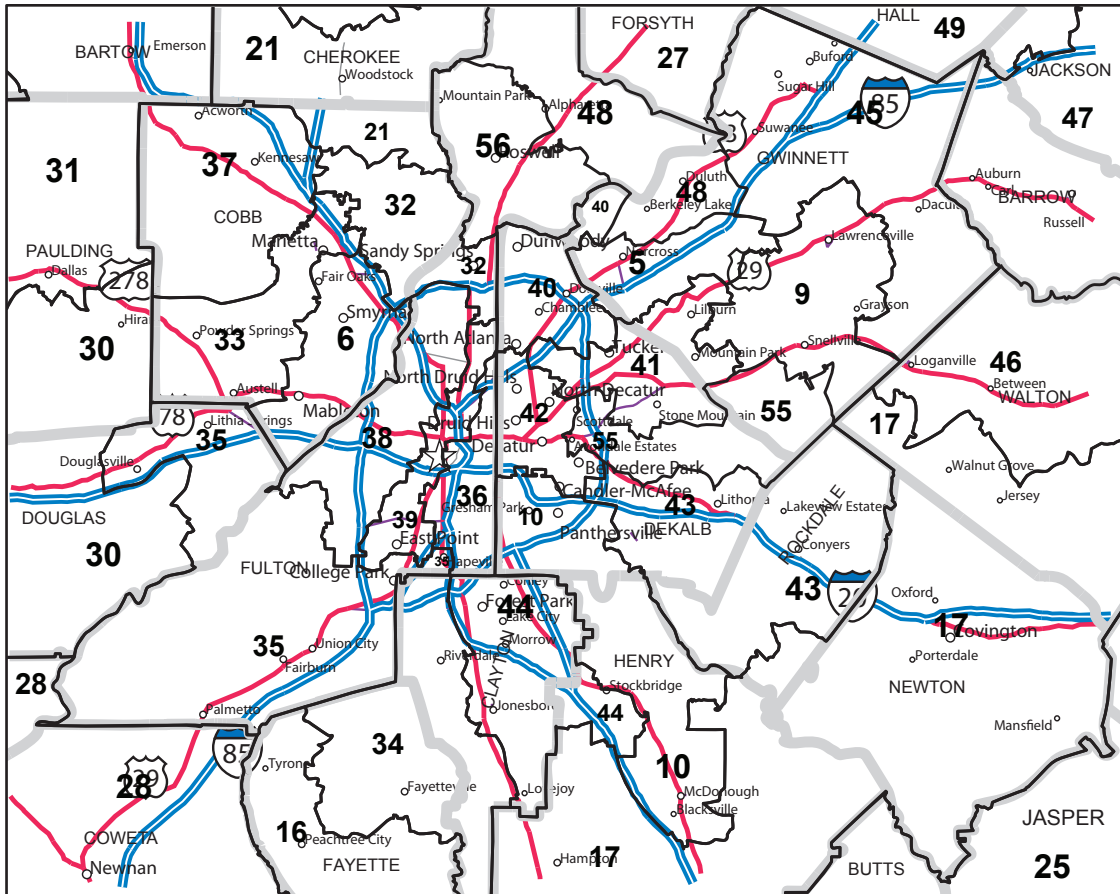 HALL
FORSYTH
49
21
27
BARTOW
Emerson
CHEROKEE
Buford
JACKSON
Woodstock
Sugar Hill
85
Mountain Park
48
45
47
Acworth
Suwanee
21
56
Roswell
GWINNETT
31
37
Kennesaw
Duluth
48
Auburn
Carl
BARROW
32
40
Berkeley Lake
Dacula
Russell
COBB
Marietta
Sandy Springs
Dunwoody
Lawrenceville
PAULDING
Norcross
5
29
Dallas
278
Fair Oaks
32
40
Doraville
9
Grayson
Hiram
Smyrna
Chamblee
Lilburn
Powder Springs
33
6
North Atlanta
Tucker
Mountain Park
Snellville
30
41
Loganville
46
North Druid Hills
Between
Austell
North Decatur
WALTON
Mableton
Stone Mountain
55
17
78
Lithia Springs
35
38
Druid Hills
42
Scottdale
55
Decatur
Avondale Estates
Douglasville
Belvedere Park
Walnut Grove
36
Candler-McAfee
43
Lithonia
Jersey
Gresham Park
10
Lakeview Estates
DOUGLAS
39
DEKALB
ROCKDALE
East Point
Panthersville
30
Conyers
FULTON
35
Hapeville
College Park
Conley
43
20
Oxford
Forest Park
44
Lake City
17
Covington
35
Union City
Morrow
Fairburn
Riverdale
CLAYTON
HENRY
Porterdale
28
Stockbridge
NEWTON
Palmetto
Jonesboro
44
Mansfield
85
34
Tyrone
10
29
28
Fayetteville
Lovejoy
McDonough
Blacksville
JASPER
COWETA
16
Peachtree City
17
Newnan
FAYETTE
Hampton
BUTTS
25